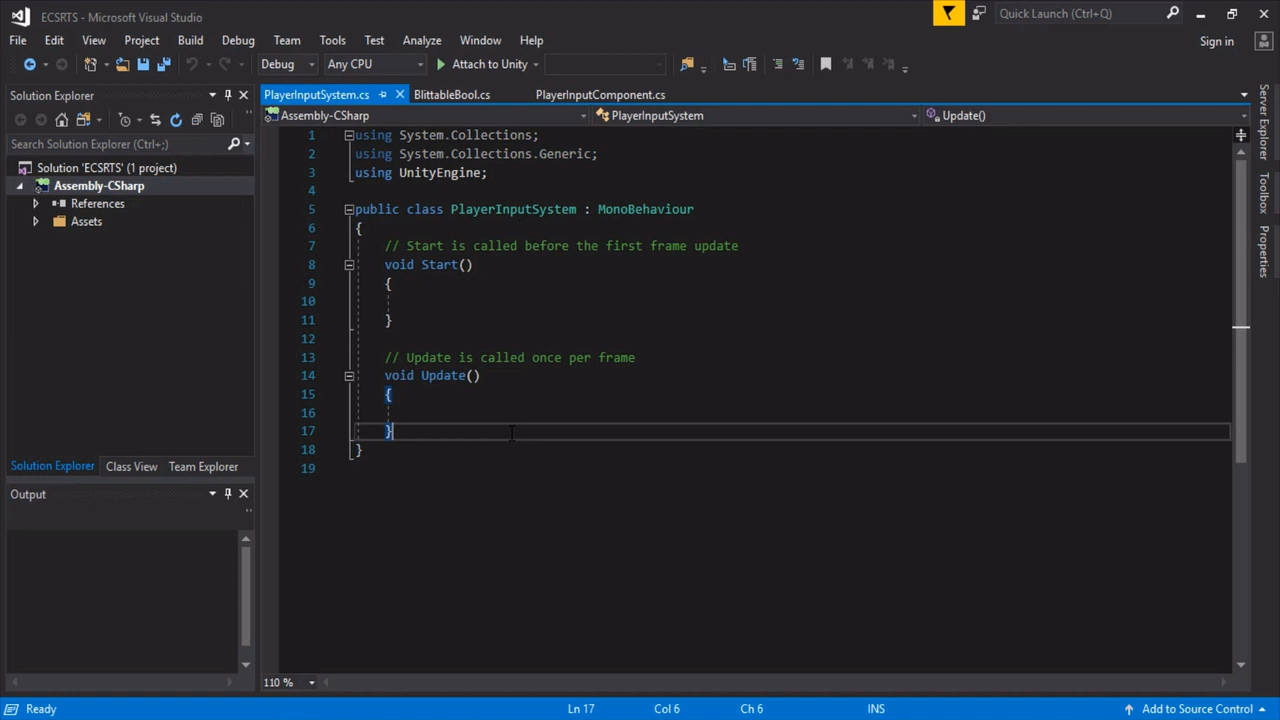 ECSRTS - Microsoft Visual Studio
Quick Launch (Ctrl+Q)
File Edit View Project Build Debug Team Tools Test Analyze Window Help
Sign in
Debug Any CPU Attach to Unity
Solution Explorer
PlayerInputSystem.cs BlittableBool.cs PlayerInputComponent.cs
Assembly-CSharp PlayerInputSystem Update()
Search Solution Explorer (Ctrl+;)
Solution 'ECSRTS' (1 project)
Assembly-CSharp
References
Assets
Solution Explorer Class View Team Explorer
Output
1 using System.Collections;
2 using System.Collections.Generic;
3 using UnityEngine;
4
5 public class PlayerInputSystem : MonoBehaviour
6 {
7 // Start is called before the first frame update
8 void Start()
9 {
10
11 }
12
13 // Update is called once per frame
14 void Update()
15 {
16
17 }
18 }
19
110 %
Server Explorer
Toolbox
Properties
Ready Ln 17 Col 6 Ch 6 INS Add to Source Control